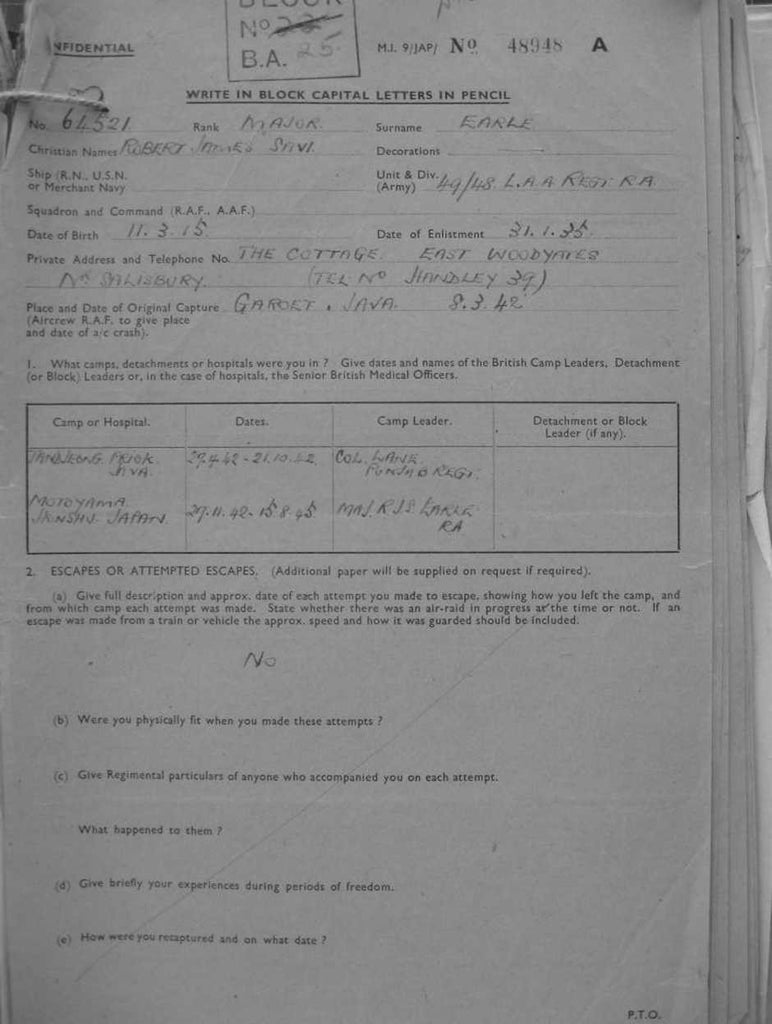 BLOCK
No 25.
B.A.
NFIDENTIAL
M.I. 9/JAP/ No 48948 A
WRITE IN BLOCK CAPITAL LETTERS IN PENCIL
No. 64521 Rank MAJOR Surname EARLE
Christian Names ROBERT JAMES SAVI. Decorations
Ship (R.N., U.S.N. or Merchant Navy Unit & Div. (Army) 49/48 L.A.A REGT RA
Squadron and Command (R.A.F., A.A.F.)
Date of Birth 11. 3. 15. Date of Enlistment 31. 1. 35
Private Address and Telephone No. THE COTTAGE. EAST WOODYATES
Nr SALISBURY. (TEL No HANDLEY 39)
Place and Date of Original Capture GAROET, JAVA. 8.3.42
(Aircrew R.A.F. to give place
and date of a/c crash).
1. What camps, detachments or hospitals were you in ? Give dates and names of the British Camp Leaders, Detachment
(or Block) Leaders or, in the case of hospitals, the Senior British Medical Officers.
Camp or Hospital. Dates. Camp Leader. Detachment or Block Leader (if any).
TANDJEONG PRIOK JAVA. 21.10.42 COL. LANE PUNJAB REGT.
MOTOYAMA JAPAN. 27.11.42 - 15.8.45 MAJ. RJS EARLE RA
2. ESCAPES OR ATTEMPTED ESCAPES. (Additional paper will be supplied on request if required).
(a) Give full description and approx. date of each attempt you made to escape, showing how you left the camp, and
from which camp each attempt was made. State whether there was an air-raid in progress at the time or not. If an
escape was made from a train or vehicle the approx. speed and how it was guarded should be included.
No
(b) Were you physically fit when you made these attempts ?
(c) Give Regimental particulars of anyone who accompanied you on each attempt.
What happened to them ?
(d) Give briefly your experiences during periods of freedom.
(e) How were you recaptured and on what date ?
P.T.O.